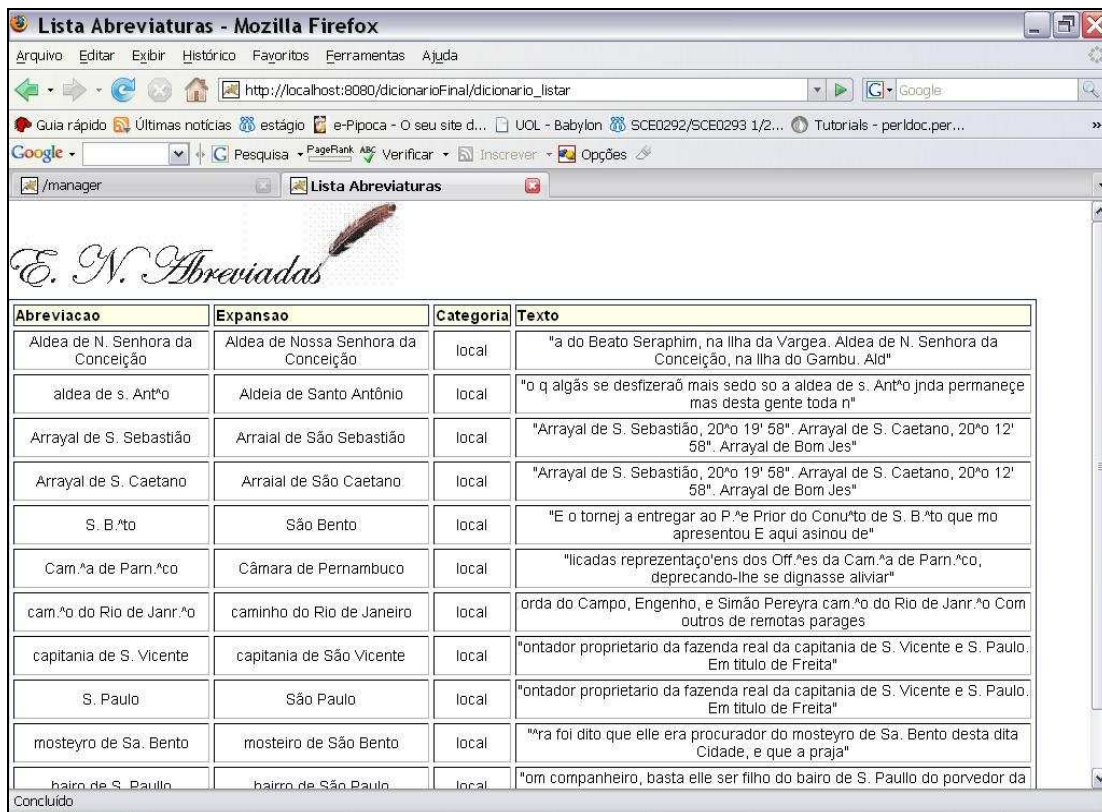 Lista Abreviaturas - Mozilla Firefox
Arquivo Editar Exibir Histórico Favoritos Ferramentas Ajuda
http://localhost:8080/dicionarioFinal/dicionario_listar
G Google
Guia rápido Últimas notícias estágio e-Pipoca - O seu site d... UOL - Babylon SCE0292/SCE0293 1/2... Tutorials - perldoc.per... »
Google G Pesquisa PageRank ABC Verificar Inscrever Opções
/manager Lista Abreviaturas
E. N. Abreviadas
Abreviacao Expansao Categoria Texto
Aldea de N. Senhora da Conceição
Aldea de Nossa Senhora da Conceição
local
"a do Beato Seraphim, na Ilha da Vargea. Aldea de N. Senhora da
Conceição, na Ilha do Gambu. Ald"
aldea de s. Ant^o
Aldeia de Santo Antônio
local
"o q algãs se desfizeraõ mais sedo so a aldea de s. Ant^o jnda permaneçe
mas desta gente toda n"
Arrayal de S. Sebastião
Arraial de São Sebastião
local
"Arrayal de S. Sebastião, 20^o 19' 58". Arrayal de S. Caetano, 20^o 12'
58". Arrayal de Bom Jes"
Arrayal de S. Caetano
Arraial de São Caetano
local
"Arrayal de S. Sebastião, 20^o 19' 58". Arrayal de S. Caetano, 20^o 12'
58". Arrayal de Bom Jes"
S. B.^to
São Bento
local
"E o tornej a entregar ao P.^e Prior do Conu^to de S. B.^to que mo
apresentou E aqui asinou de"
Cam.^a de Parn.^co
Câmara de Pernambuco
local
"licadas reprezentaço'ens dos Off.^es da Cam.^a de Parn.^co,
deprecando-lhe se dignasse aliviar"
cam.^o do Rio de Janr.^o
caminho do Rio de Janeiro
local
orda do Campo, Engenho, e Simão Pereyra cam.^o do Rio de Janr.^o Com
outros de remotas parages
capitania de S. Vicente
capitania de São Vicente
local
"ontador proprietario da fazenda real da capitania de S. Vicente e S. Paulo.
Em titulo de Freita"
S. Paulo
São Paulo
local
"ontador proprietario da fazenda real da capitania de S. Vicente e S. Paulo.
Em titulo de Freita"
mosteyro de Sa. Bento
mosteiro de São Bento
local
"^ra foi dito que elle era procurador do mosteyro de Sa. Bento desta dita
Cidade, e que a praja"
bairo de S. Paullo
bairro de São Paulo
local
"om companheiro, basta elle ser filho do bairo de S. Paullo do porvedor da
Concluído